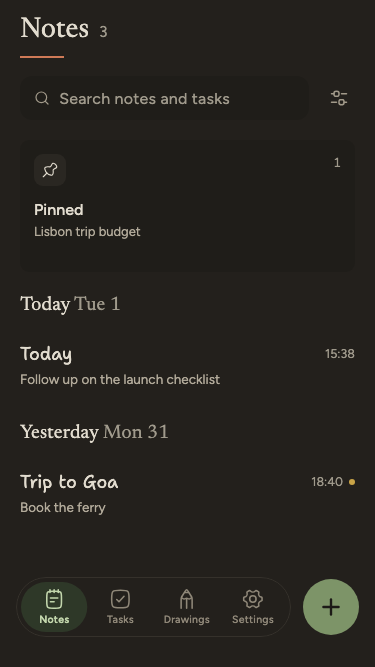 Notes 3
Search notes and tasks
1
Pinned
Lisbon trip budget
Today Tue 1
Today 15:38
Follow up on the launch checklist
Yesterday Mon 31
Trip to Goa 18:40
Book the ferry
Notes Tasks Drawings Settings